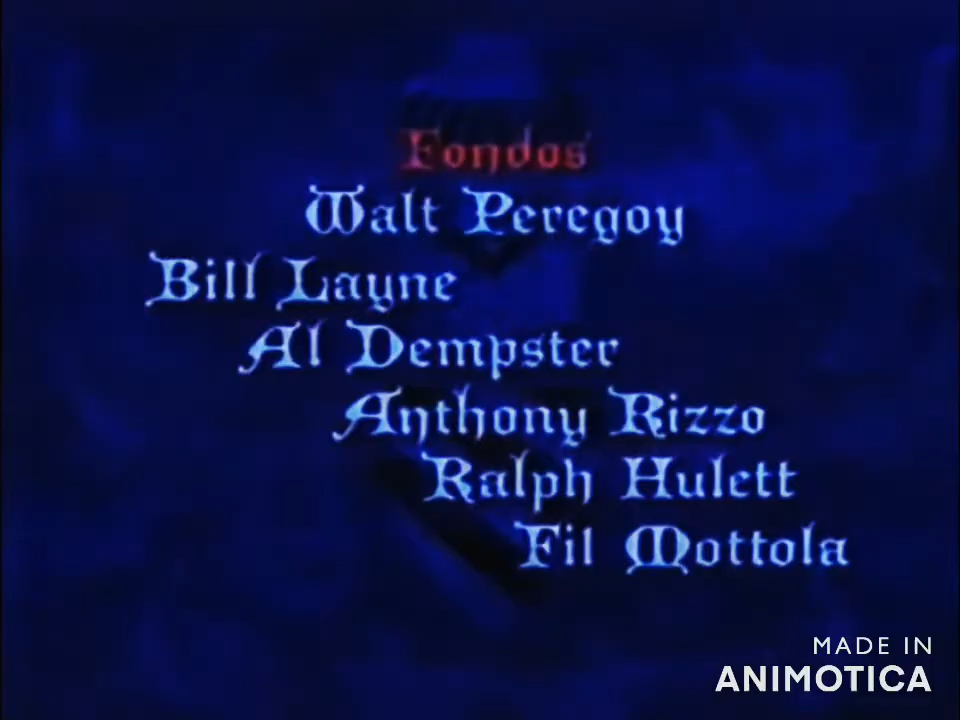 Fondos
Walt Peregoy
Bill Layne
Al Dempster
Anthony Rizzo
Ralph Hulett
Fil Mottola
MADE IN
ANIMOTICA